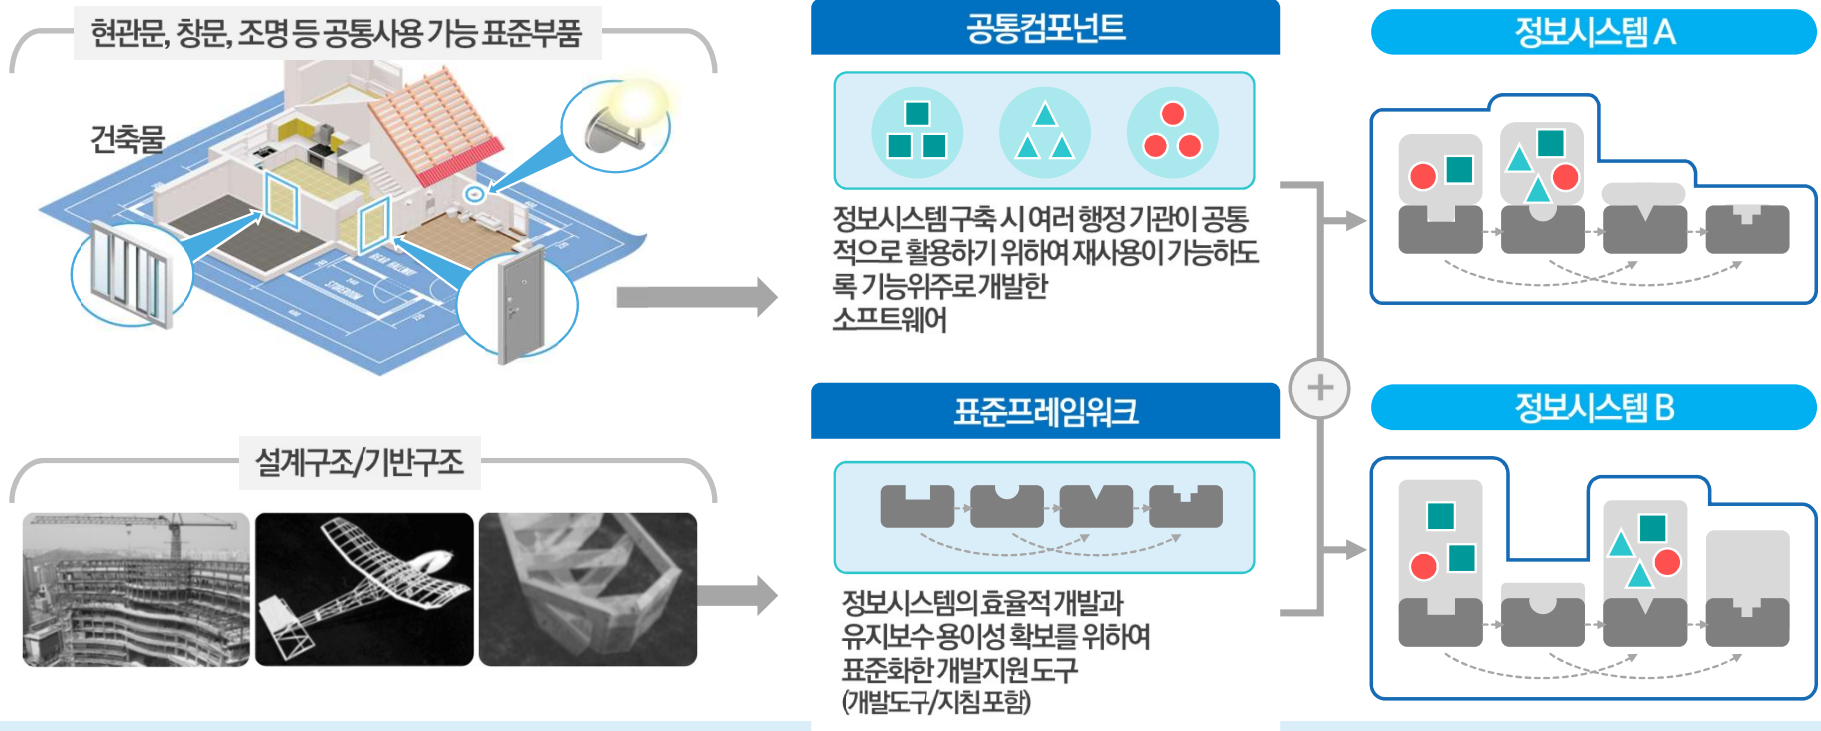 현관문, 창문, 조명 등 공통사용 가능 표준부품
건축물
설계구조/기반구조
공통컴포넌트
정보시스템 구축 시 여러 행정 기관이 공통
적으로 활용하기 위하여 재사용이 가능하도
록 기능위주로 개발한
소프트웨어
표준프레임워크
정보시스템의 효율적 개발과
유지보수 용이성 확보를 위하여
표준화한 개발지원 도구
(개발도구/지침 포함)
+
정보시스템 A
정보시스템 B